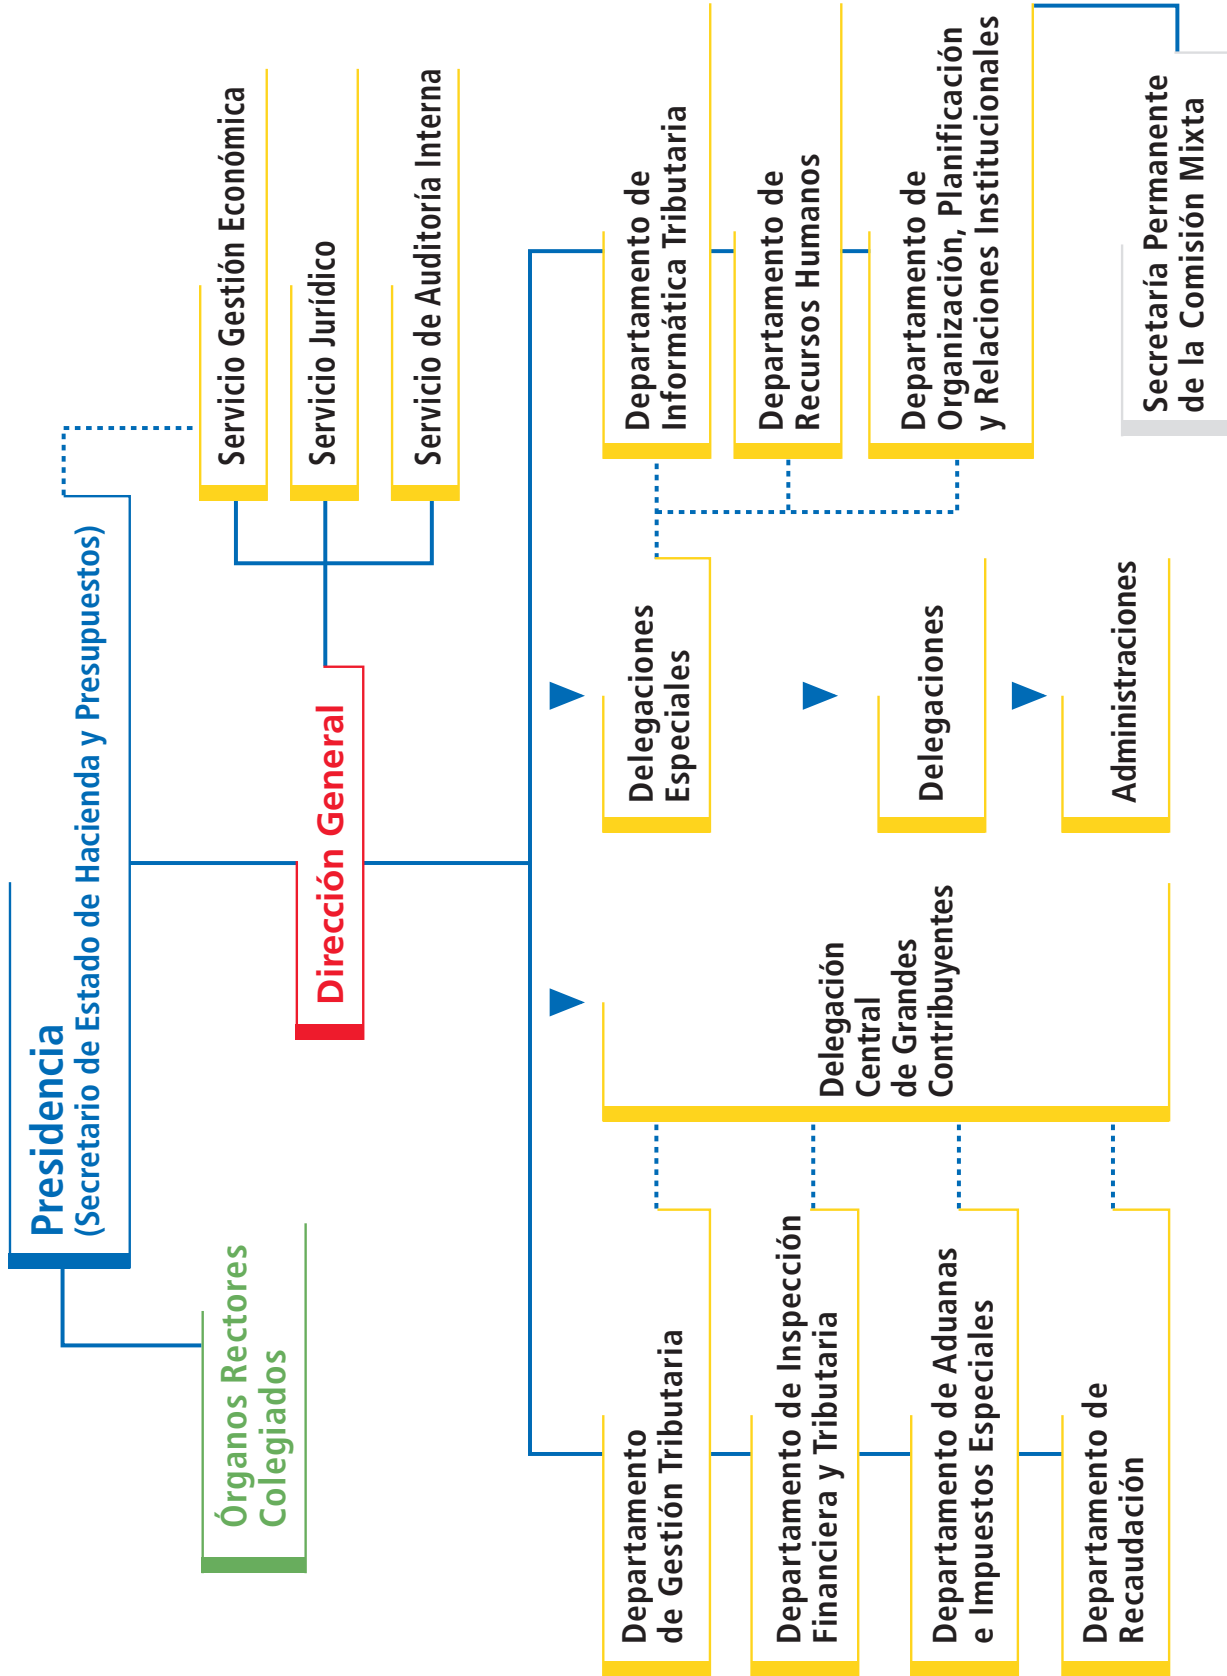 Presidencia
(Secretario de Estado de Hacienda y Presupuestos)
Órganos Rectores
Colegiados
Servicio Gestión Económica
Servicio Jurídico
Servicio de Auditoría Interna
Dirección General
Departamento
de Gestión Tributaria
Departamento de Inspección
Financiera y Tributaria
Departamento de Aduanas
e Impuestos Especiales
Departamento de
Recaudación
Delegación
Central
de Grandes
Contribuyentes
Delegaciones
Especiales
Delegaciones
Administraciones
Departamento de
Informática Tributaria
Departamento de
Recursos Humanos
Departamento de
Organización, Planificación
y Relaciones Institucionales
Secretaría Permanente
de la Comisión Mixta